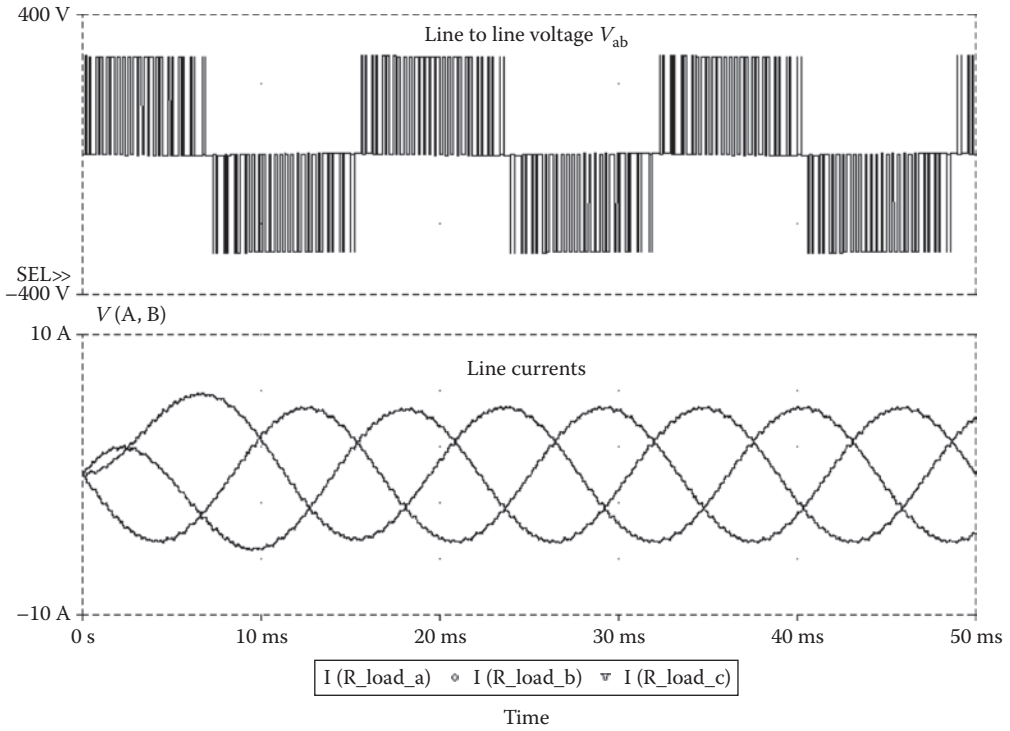 400 V
Line to line voltage Vab
SEL>>
−400 V
V (A, B)
10 A
Line currents
−10 A
0 s 10 ms 20 ms 30 ms 40 ms 50 ms
I (R_load_a) I (R_load_b) I (R_load_c)
Time